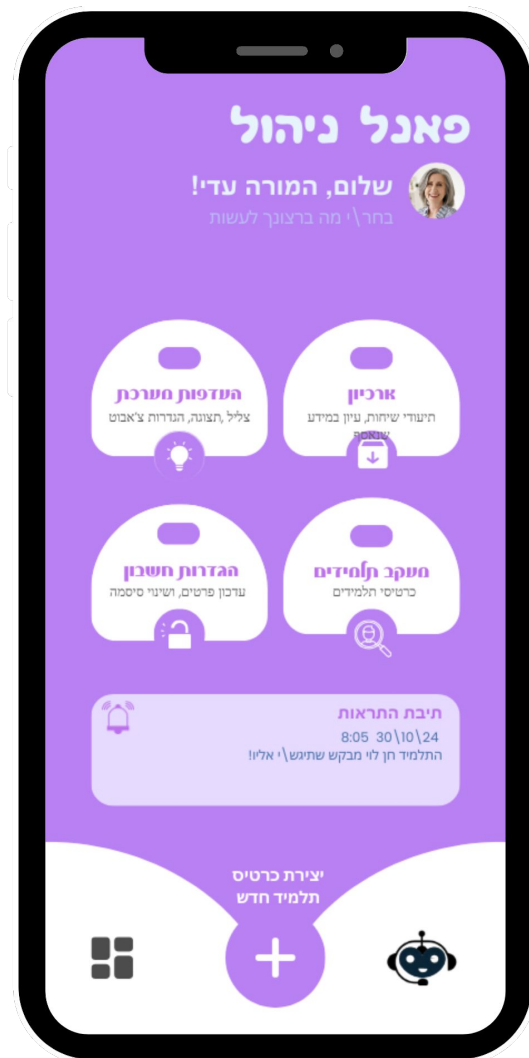 פאנל ניהול
שלום, המורה עדי!
בחר\י מה ברצונך לעשות
ארכיון
תיעודי שיחות, עיון במידע
שנאסף
העדפות מערכת
צליל ,תצוגה, הגדרות צ'אבוט
מעקב תלמידים
כרטיסי תלמידים
הגדרות חשבון
עדכון פרטים, ושינוי סיסמה
תיבת התראות
30\10\24 8:05
התלמיד חן לוי מבקש שתיגש\י אליו!
יצירת כרטיס
תלמיד חדש